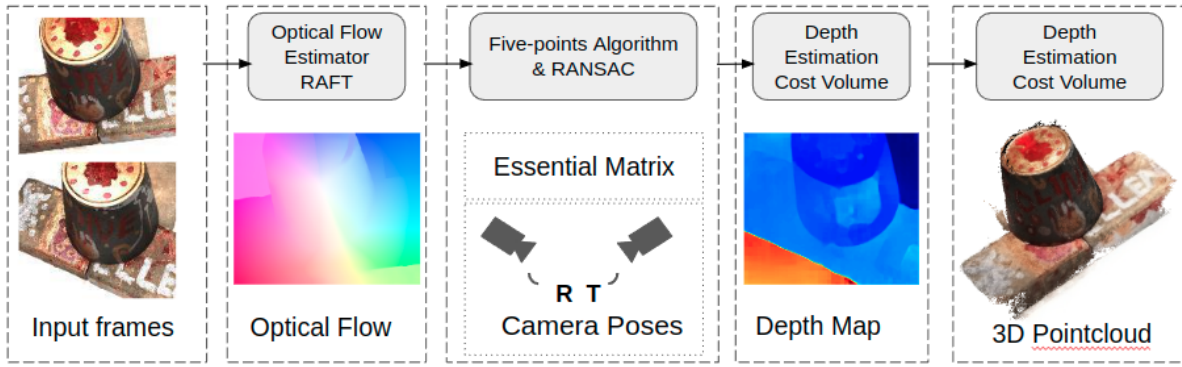 Optical Flow
Estimator
RAFT
Five-points Algorithm
& RANSAC
Depth
Estimation
Cost Volume
Depth
Estimation
Cost Volume
Essential Matrix
R T
Input frames
Optical Flow
Camera Poses
Depth Map
3D Pointcloud